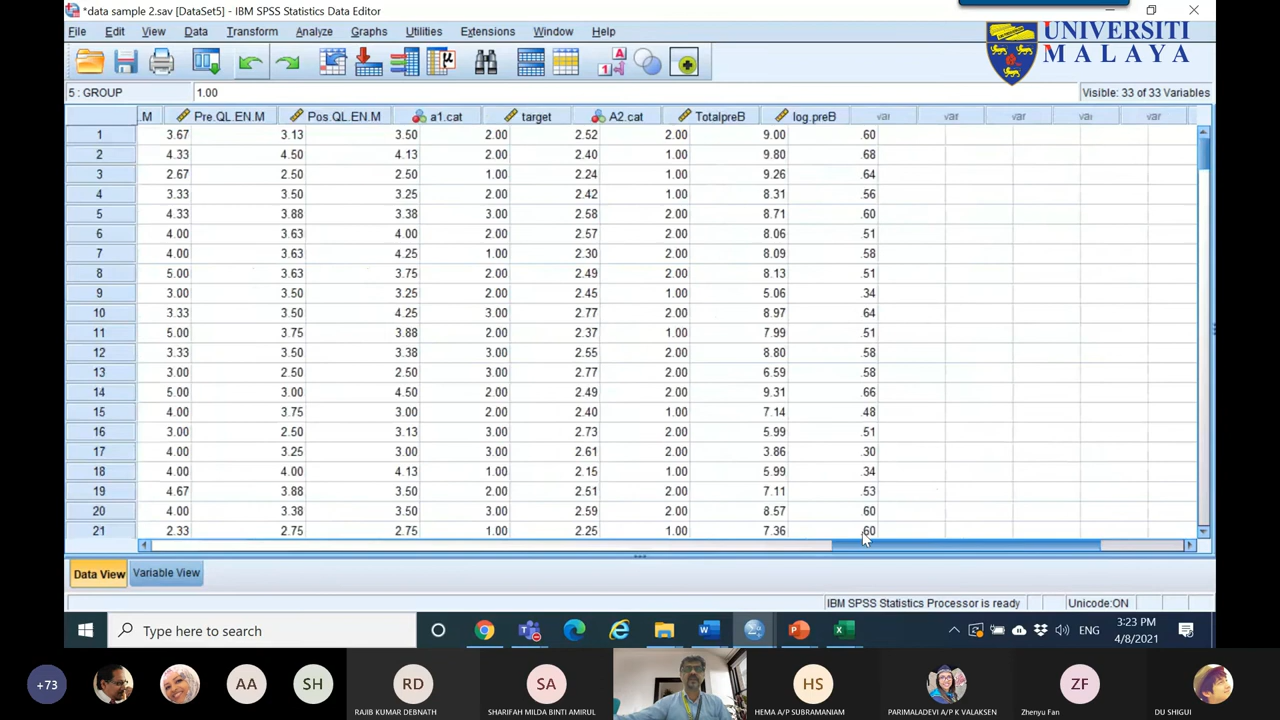 *data sample 2.sav [DataSet5] - IBM SPSS Statistics Data Editor
File Edit View Data Transform Analyze Graphs Utilities Extensions Window Help
UNIVERSITI
MALAYA
5 : GROUP 1.00 Visible: 33 of 33 Variables
.M Pre.QL.EN.M Pos.QL.EN.M a1.cat target A2.cat TotalpreB log.preB var var var var var
1 3.67 3.13 3.50 2.00 2.52 2.00 9.00 .60
2 4.33 4.50 4.13 2.00 2.40 1.00 9.80 .68
3 2.67 2.50 2.50 1.00 2.24 1.00 9.26 .64
4 3.33 3.50 3.25 2.00 2.42 1.00 8.31 .56
5 4.33 3.88 3.38 3.00 2.58 2.00 8.71 .60
6 4.00 3.63 4.00 2.00 2.57 2.00 8.06 .51
7 4.00 3.63 4.25 1.00 2.30 2.00 8.09 .58
8 5.00 3.63 3.75 2.00 2.49 2.00 8.13 .51
9 3.00 3.50 3.25 2.00 2.45 1.00 5.06 .34
10 3.33 3.50 4.25 3.00 2.77 2.00 8.97 .64
11 5.00 3.75 3.88 2.00 2.37 1.00 7.99 .51
12 3.33 3.50 3.38 3.00 2.55 2.00 8.80 .58
13 3.00 2.50 2.50 3.00 2.77 2.00 6.59 .58
14 5.00 3.00 4.50 2.00 2.49 2.00 9.31 .66
15 4.00 3.75 3.00 2.00 2.40 1.00 7.14 .48
16 3.00 2.50 3.13 3.00 2.73 2.00 5.99 .51
17 4.00 3.25 3.00 3.00 2.61 2.00 3.86 .30
18 4.00 4.00 4.13 1.00 2.15 1.00 5.99 .34
19 4.67 3.88 3.50 2.00 2.51 2.00 7.11 .53
20 4.00 3.38 3.50 3.00 2.59 2.00 8.57 .60
21 2.33 2.75 2.75 1.00 2.25 1.00 7.36 .60
Data View Variable View
IBM SPSS Statistics Processor is ready Unicode:ON
Type here to search
ENG
3:23 PM
4/8/2021
+73 AA SH RD SA HS ZF
RAJIB KUMAR DEBNATH SHARIFAH MILDA BINTI AMIRUL HEMA A/P SUBRAMANIAM PARIMALADEVI A/P K VALAKSEN Zhenyu Fan DU SHIGUI